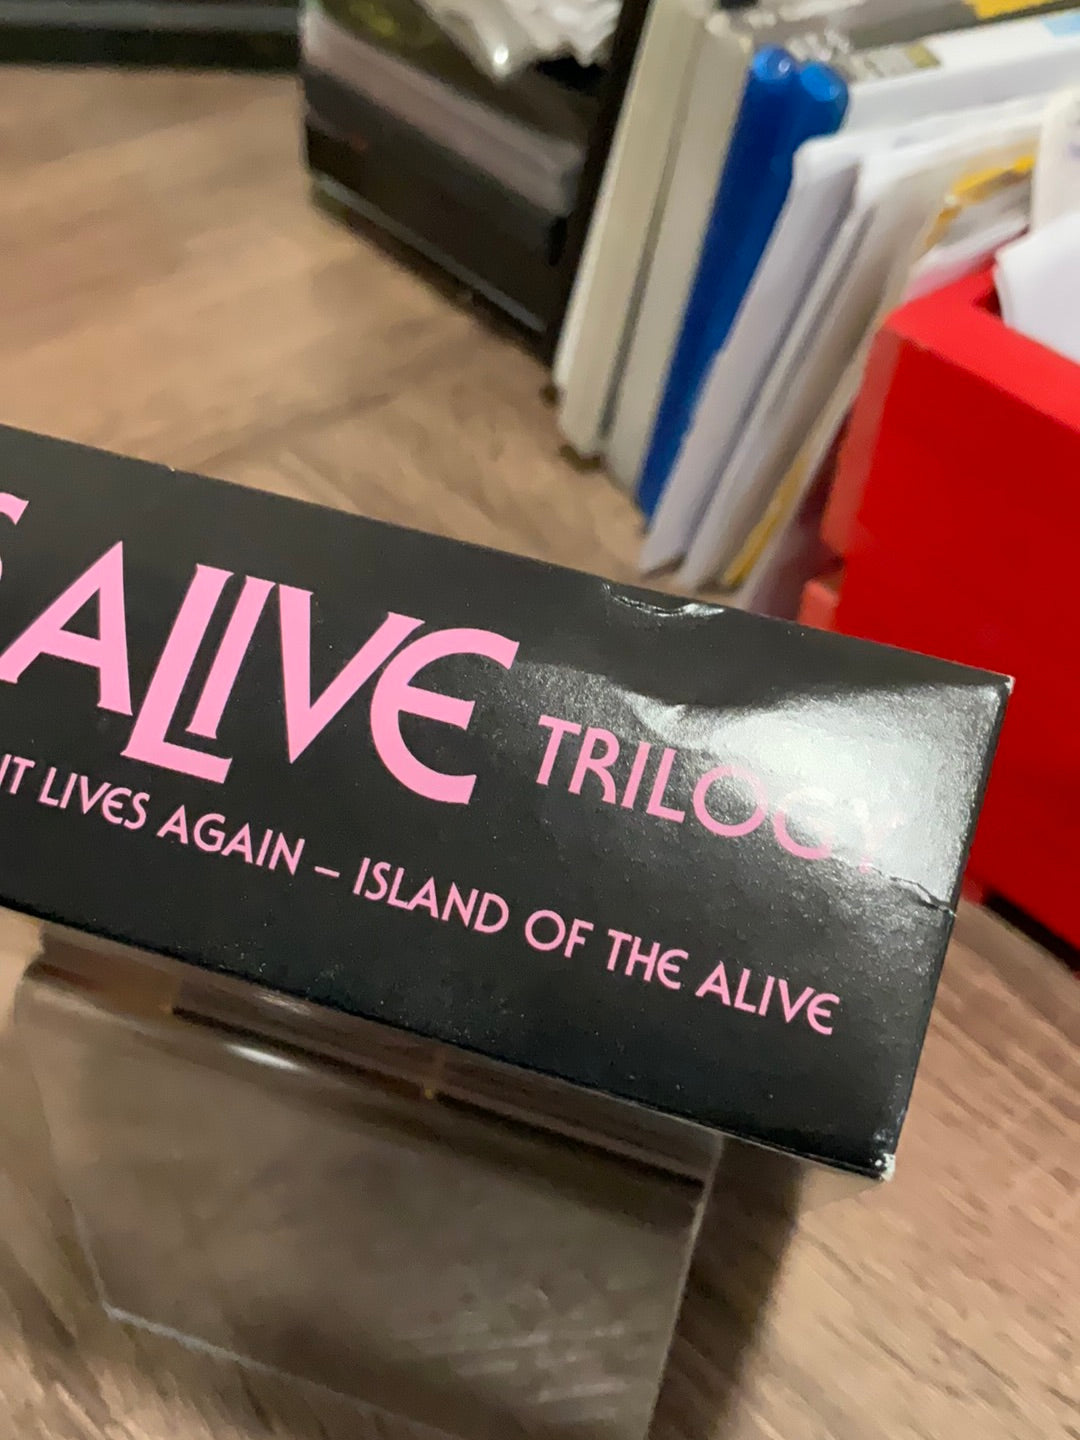 S ALIVE TRILOGY
IT LIVES AGAIN – ISLAND OF THE ALIVE